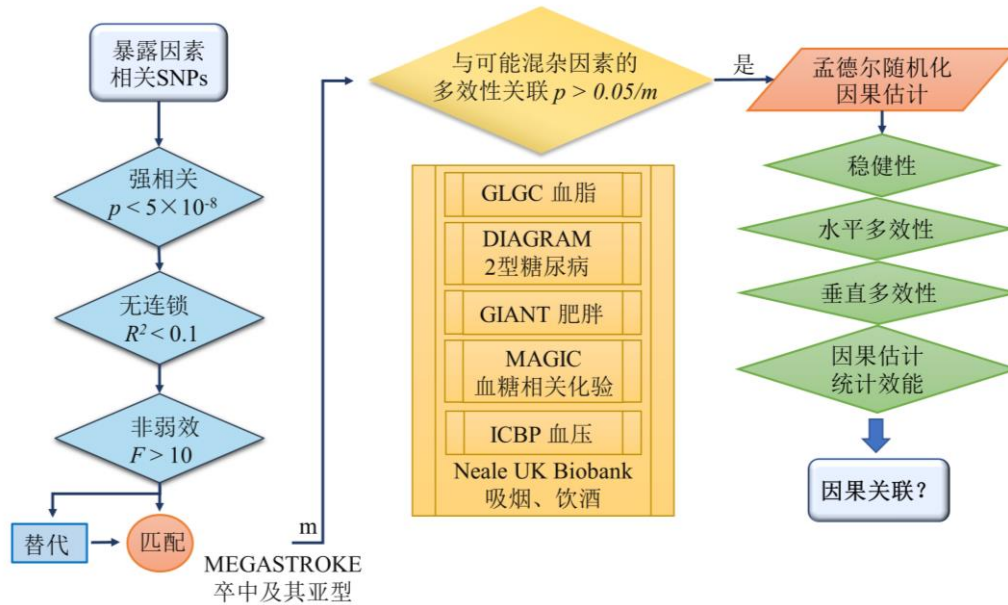 暴露因素
相关SNPs
强相关
p < 5×10⁻⁸
无连锁
R² < 0.1
非弱效
F > 10
替代
匹配
m
MEGASTROKE
卒中及其亚型
与可能混杂因素的
多效性关联 p > 0.05/m
GLGC 血脂
DIAGRAM
2型糖尿病
GIANT 肥胖
MAGIC
血糖相关化验
ICBP 血压
Neale UK Biobank
吸烟、饮酒
是
孟德尔随机化
因果估计
稳健性
水平多效性
垂直多效性
因果估计
统计效能
因果关联？